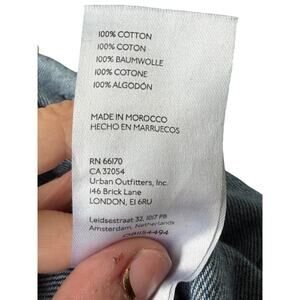 100% COTTON
100% COTON
100% BAUMWOLLE
100% COTONE
100% ALGODÓN
MADE IN MOROCCO
HECHO EN MARRUECOS
RN 66170
CA 32054
Urban Outfitters, Inc.
146 Brick Lane
LONDON, E1 6RU
Leidsestraat 32, 1017 PB
Amsterdam, Netherlands